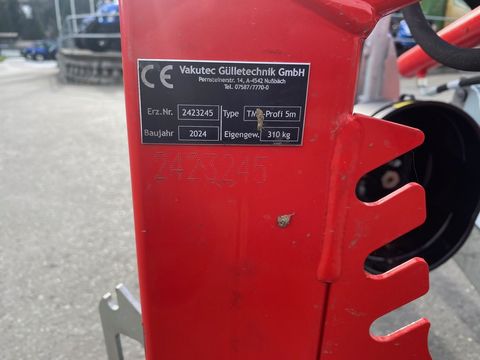 CE Vakutec Gülletechnik GmbH
Pernsteinerstr. 25, A-4542 Nußbach
Tel. 07587/7770-0
Erz.Nr. 2423245 Type Profi 5m
Baujahr 2024 Eigengew. 310 kg
2423245